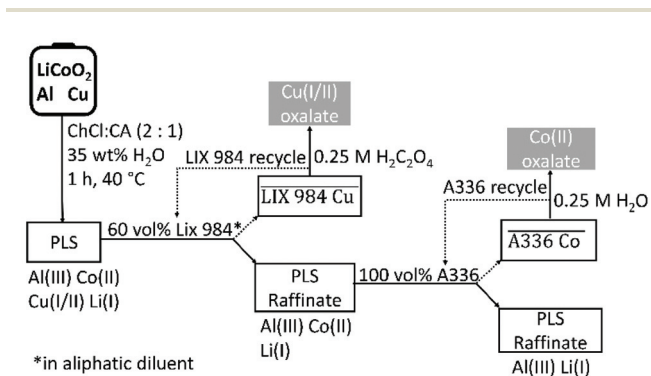 LiCoO₂
Al Cu
ChCl:CA (2 : 1)
35 wt% H₂O
1 h, 40 °C
PLS
Al(III) Co(II)
Cu(I/II) Li(I)
60 vol% Lix 984*
LIX 984 recycle
Cu(I/II)
oxalate
0.25 M H₂C₂O₄
LIX 984 Cu
PLS
Raffinate
Al(III) Co(II)
Li(I)
100 vol% A336
A336 recycle
Co(II)
oxalate
0.25 M H₂O
A336 Co
PLS
Raffinate
Al(III) Li(I)
*in aliphatic diluent